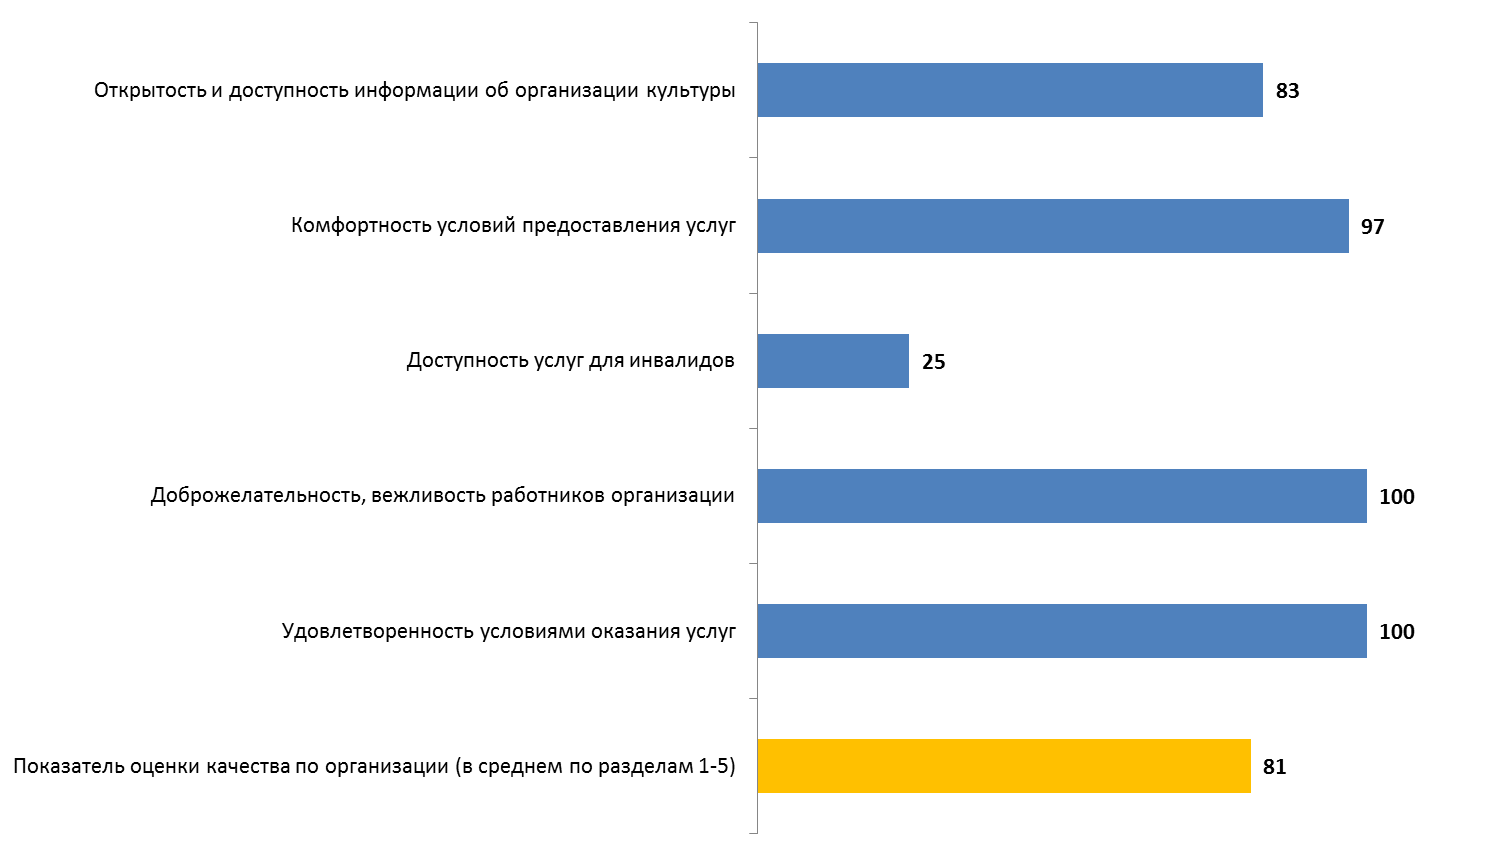 Открытость и доступность информации об организации культуры 83
Комфортность условий предоставления услуг 97
Доступность услуг для инвалидов 25
Доброжелательность, вежливость работников организации 100
Удовлетворенность условиями оказания услуг 100
Показатель оценки качества по организации (в среднем по разделам 1-5) 81